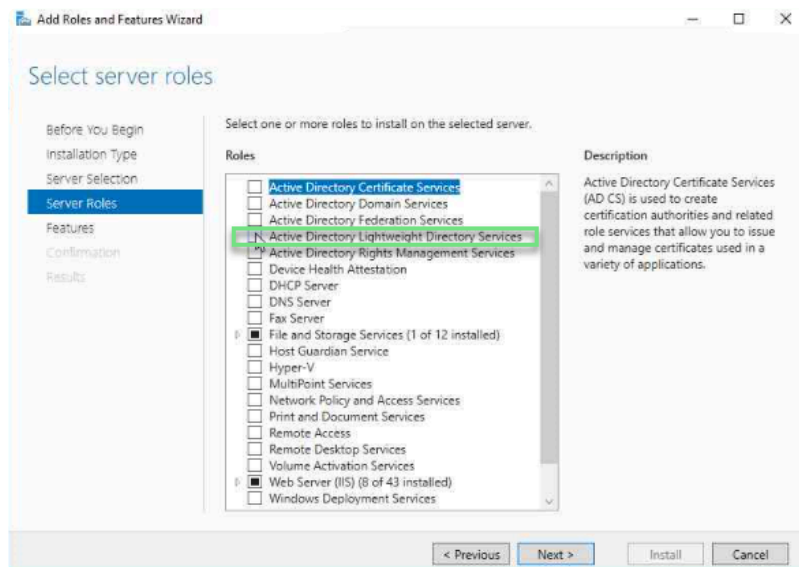 Add Roles and Features Wizard
Select server roles
Before You Begin
Installation Type
Server Selection
Server Roles
Features
Confirmation
Results
Select one or more roles to install on the selected server.
Roles
Active Directory Certificate Services
Active Directory Domain Services
Active Directory Federation Services
Active Directory Lightweight Directory Services
Active Directory Rights Management Services
Device Health Attestation
DHCP Server
DNS Server
Fax Server
File and Storage Services (1 of 12 installed)
Host Guardian Service
Hyper-V
MultiPoint Services
Network Policy and Access Services
Print and Document Services
Remote Access
Remote Desktop Services
Volume Activation Services
Web Server (IIS) (8 of 43 installed)
Windows Deployment Services
Description
Active Directory Certificate Services
(AD CS) is used to create
certification authorities and related
role services that allow you to issue
and manage certificates used in a
variety of applications.
< Previous
Next >
Install
Cancel